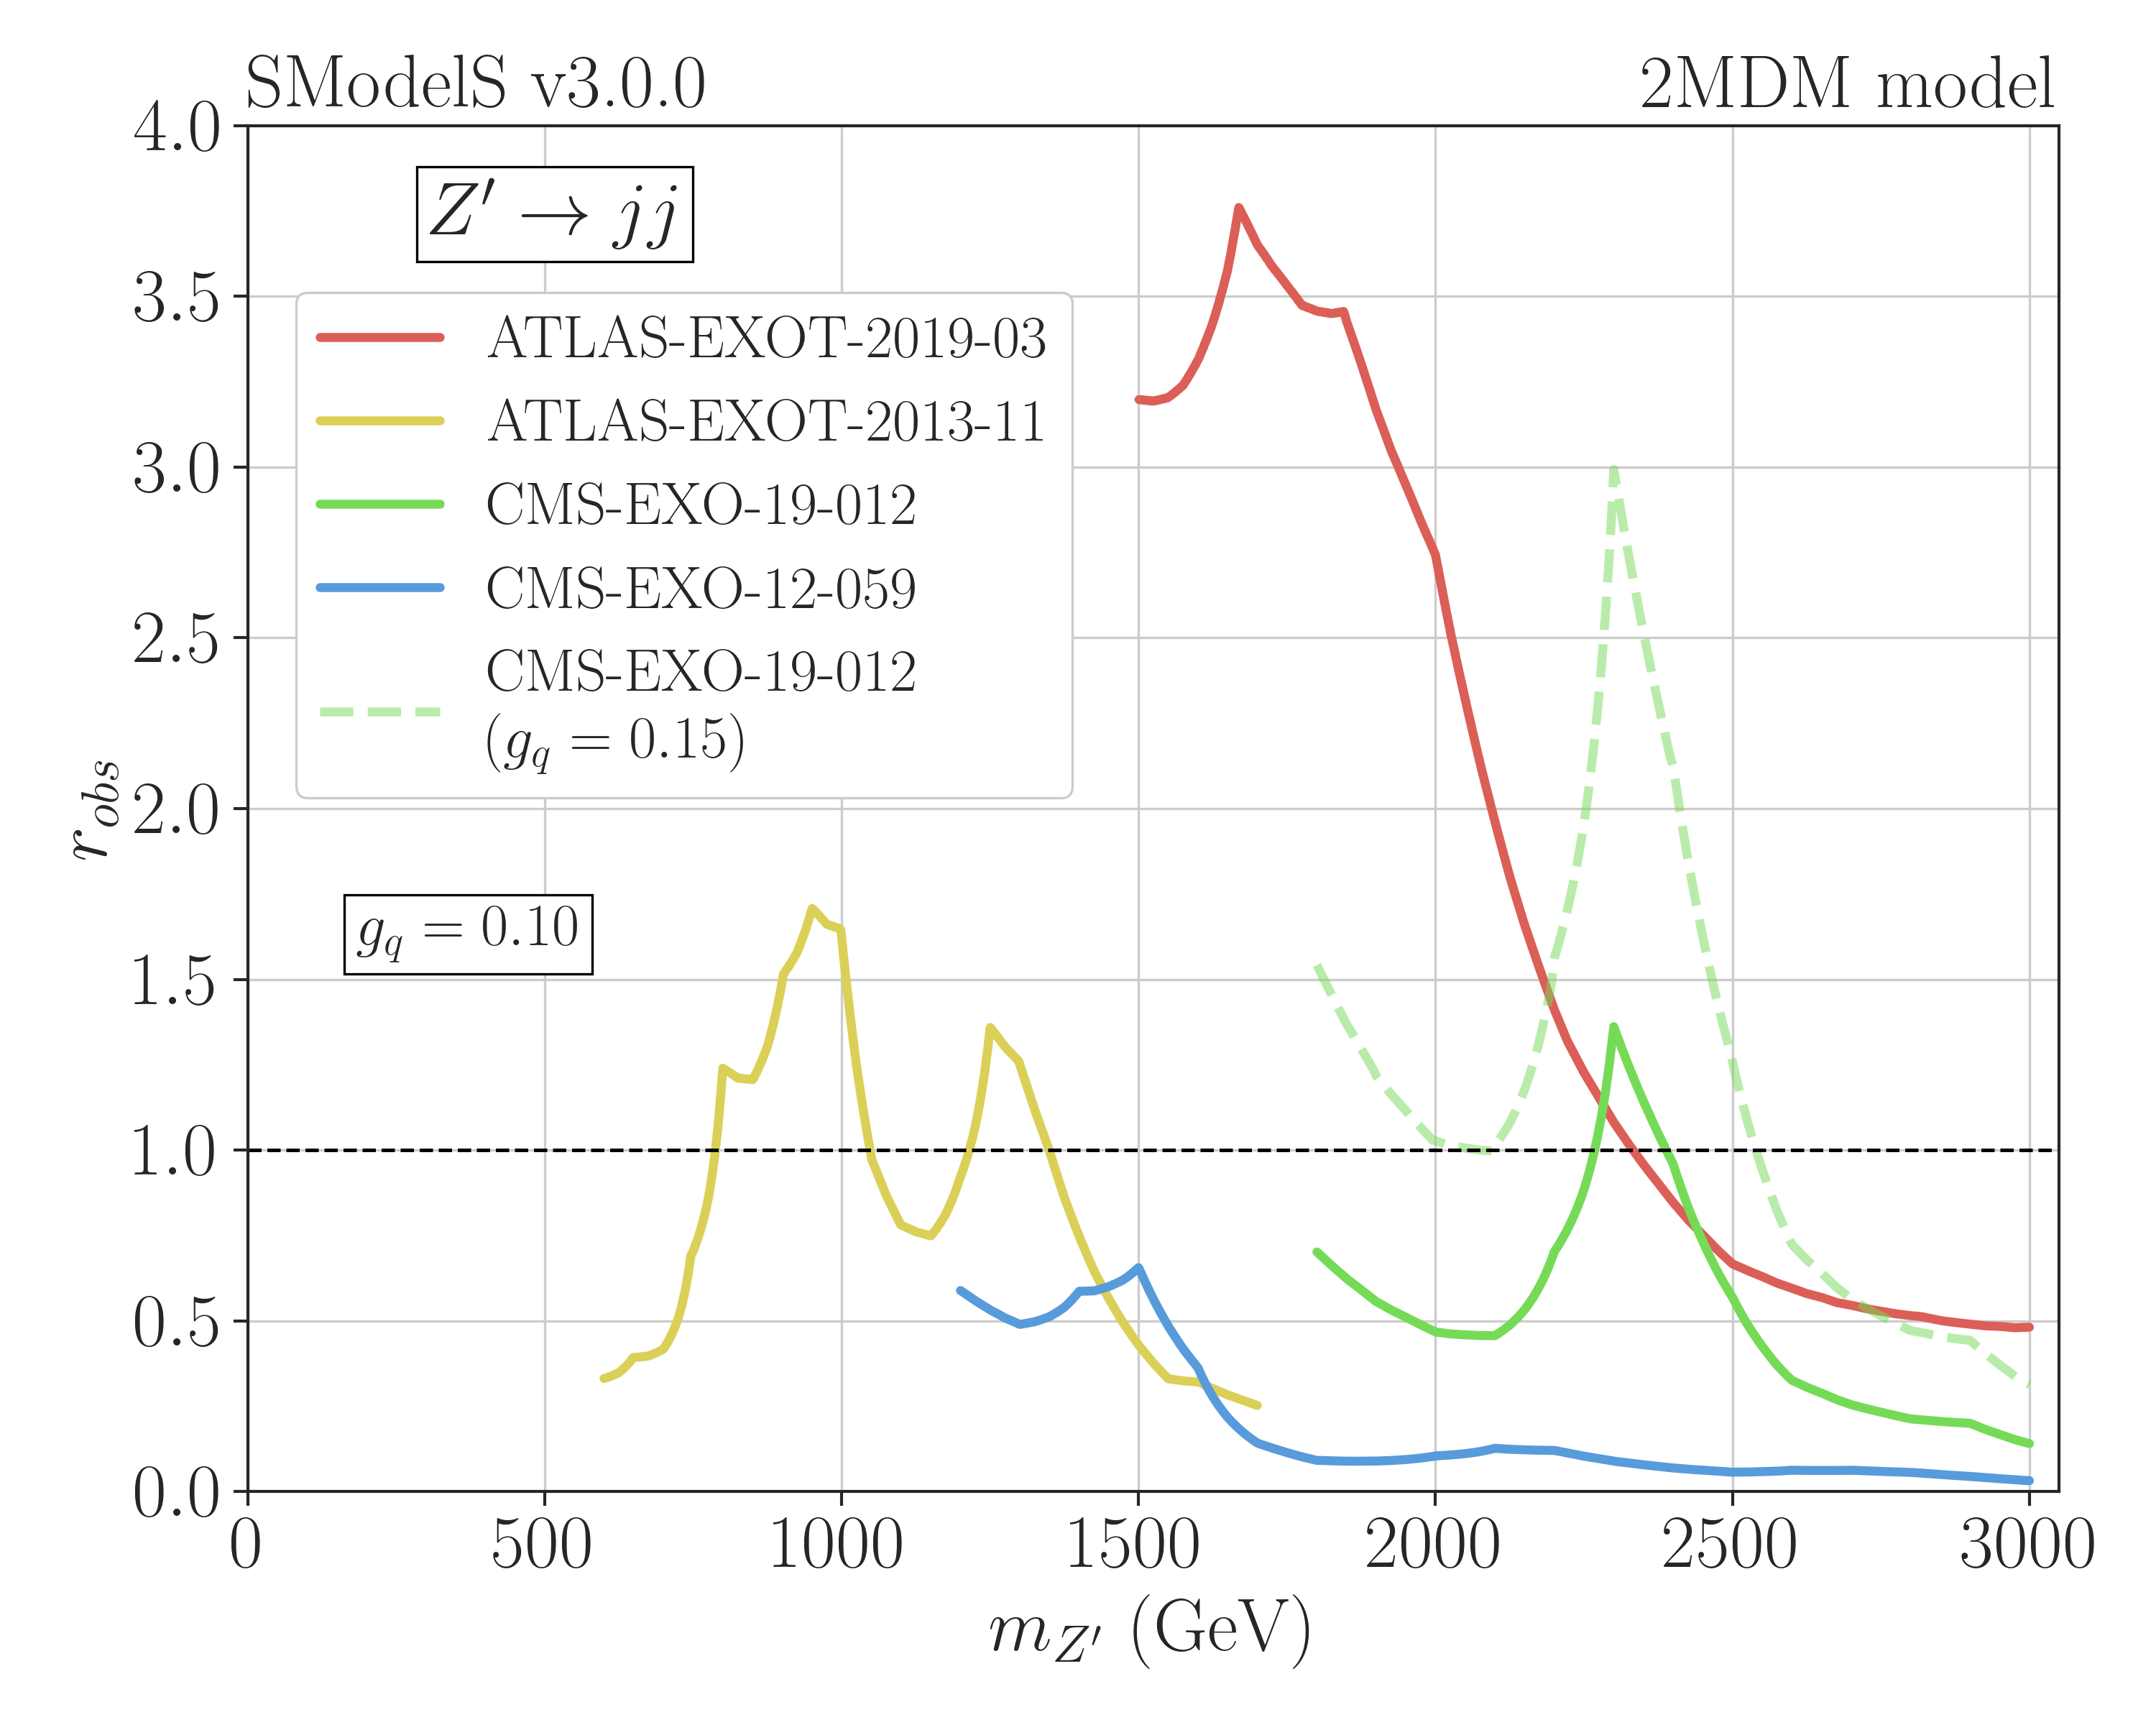 SModelS v3.0.0
2MDM model
Z′ → jj
ATLAS-EXOT-2019-03
ATLAS-EXOT-2013-11
CMS-EXO-19-012
CMS-EXO-12-059
CMS-EXO-19-012
(g_q = 0.15)
g_q = 0.10
r_obs
4.0
3.5
3.0
2.5
2.0
1.5
1.0
0.5
0.0
0 500 1000 1500 2000 2500 3000
m_Z′ (GeV)